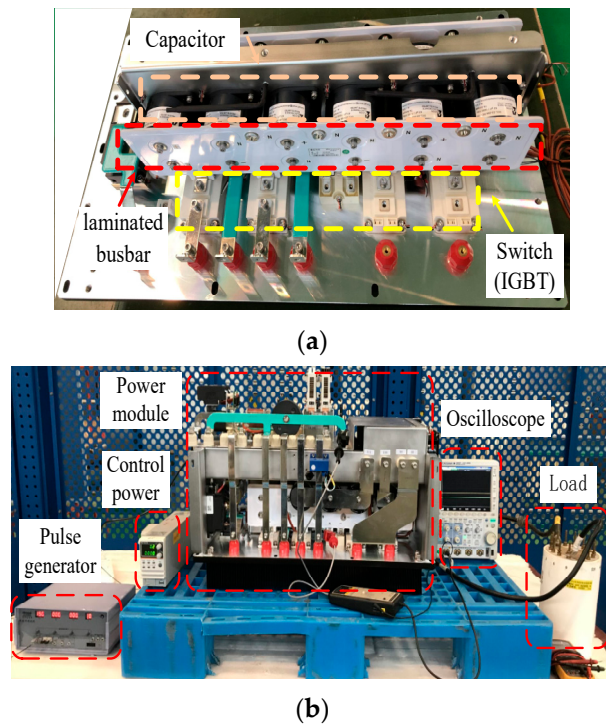 Capacitor
laminated
busbar
Switch
(IGBT)
(a)
Power
module
Oscilloscope
Control
power
Load
Pulse
generator
(b)